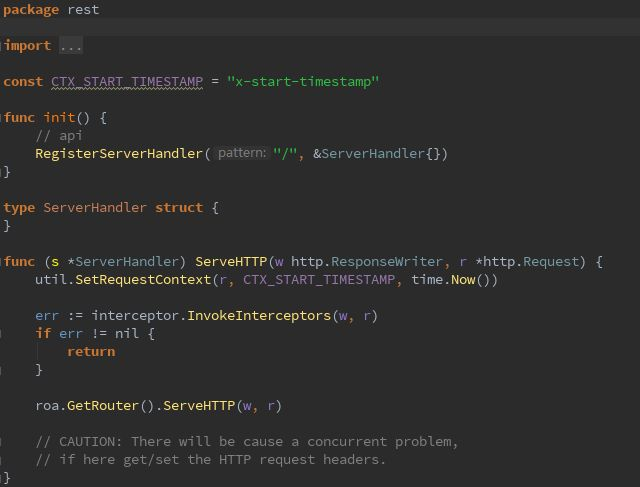 package rest
import ...
const CTX_START_TIMESTAMP = "x-start-timestamp"
func init() {
// api
RegisterServerHandler( pattern: "/", &ServerHandler{})
}
type ServerHandler struct {
}
func (s *ServerHandler) ServeHTTP(w http.ResponseWriter, r *http.Request) {
util.SetRequestContext(r, CTX_START_TIMESTAMP, time.Now())
err := interceptor.InvokeInterceptors(w, r)
if err != nil {
return
}
roa.GetRouter().ServeHTTP(w, r)
// CAUTION: There will be cause a concurrent problem,
// if here get/set the HTTP request headers.
}